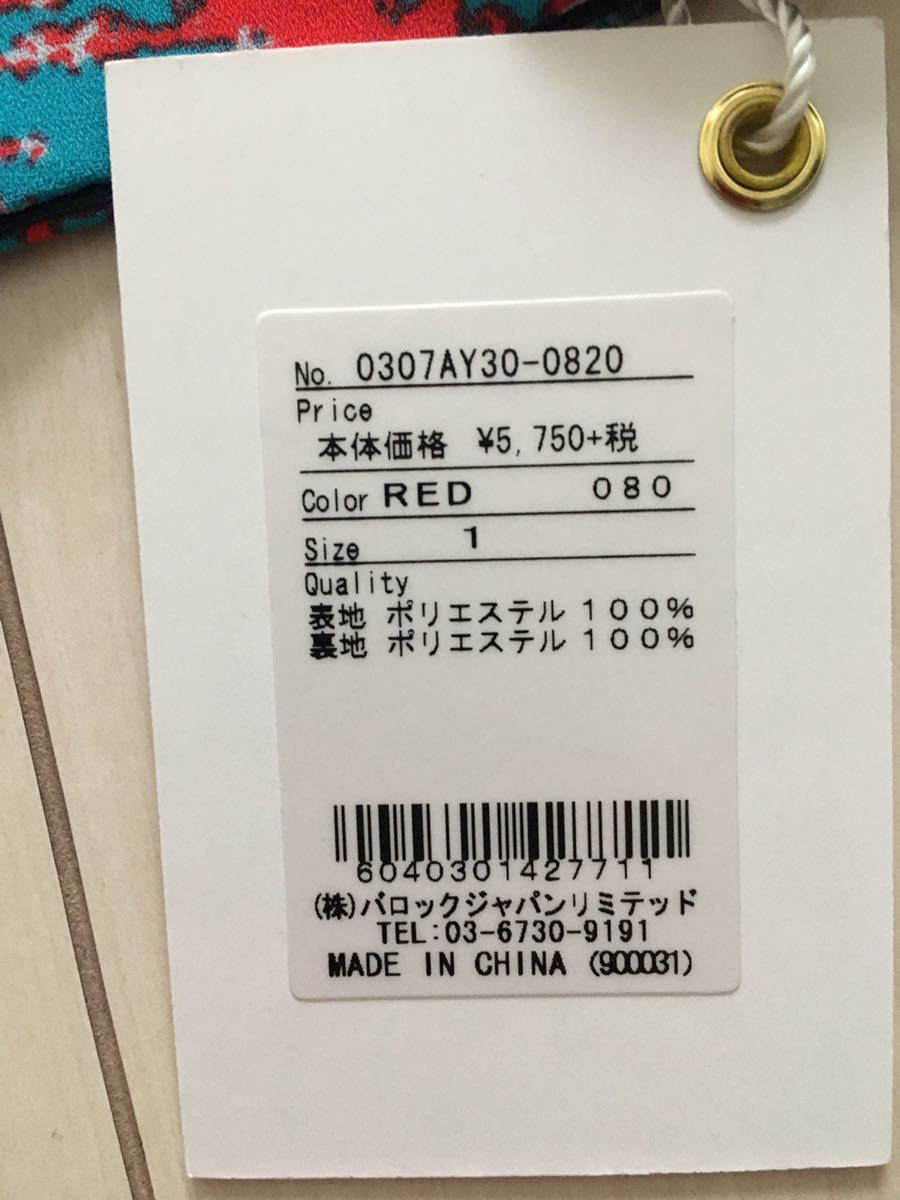 No. 0307AY30-0820
Price
本体価格 ¥5,750+税
Color RED 080
Size 1
Quality
表地 ポリエステル 100%
裏地 ポリエステル 100%
6040301427711
(株)バロックジャパンリミテッド
TEL:03-6730-9191
MADE IN CHINA (900031)